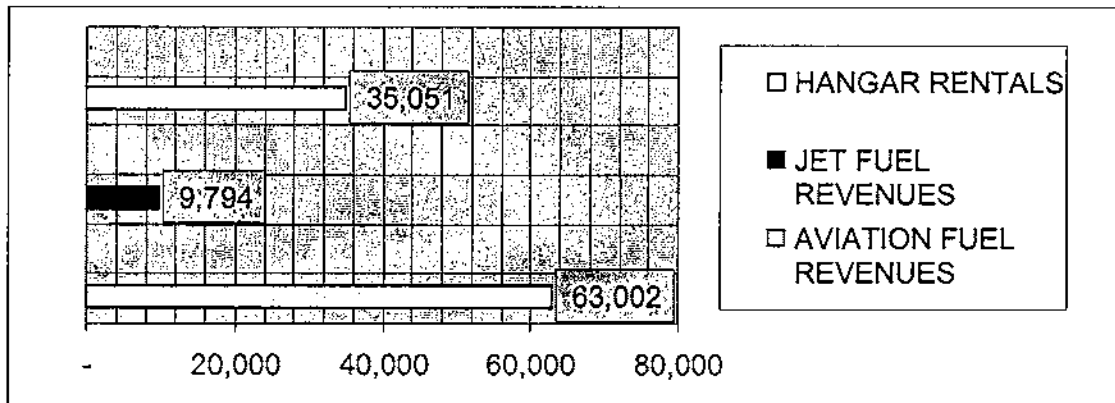 35,051
9,794
63,002
-
20,000
40,000
60,000
80,000
HANGAR RENTALS
JET FUEL
REVENUES
AVIATION FUEL
REVENUES